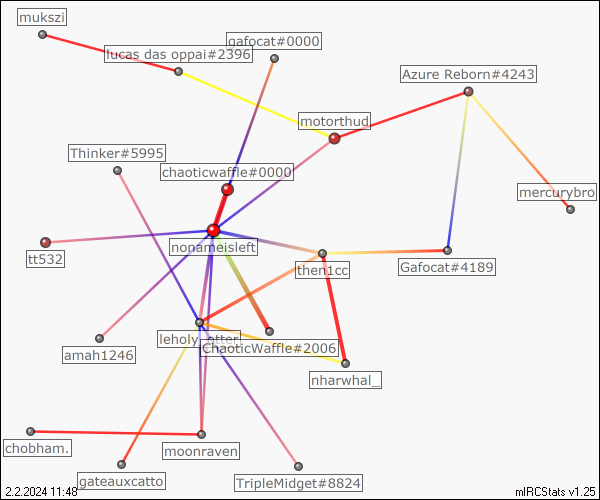 mukszi
gafocat#0000
lucas das oppai#2396
Azure Reborn#4243
motorthud
Thinker#5995
chaoticwaffle#0000
mercurybro
nonameisleft
tt532
then1cc
Gafocat#4189
leholy_otter
ChaoticWaffle#2006
amah1246
nharwhal_
chobham.
moonraven
gateauxcatto
TripleMidget#8824
2.2.2024 11:48
mIRCStats v1.25